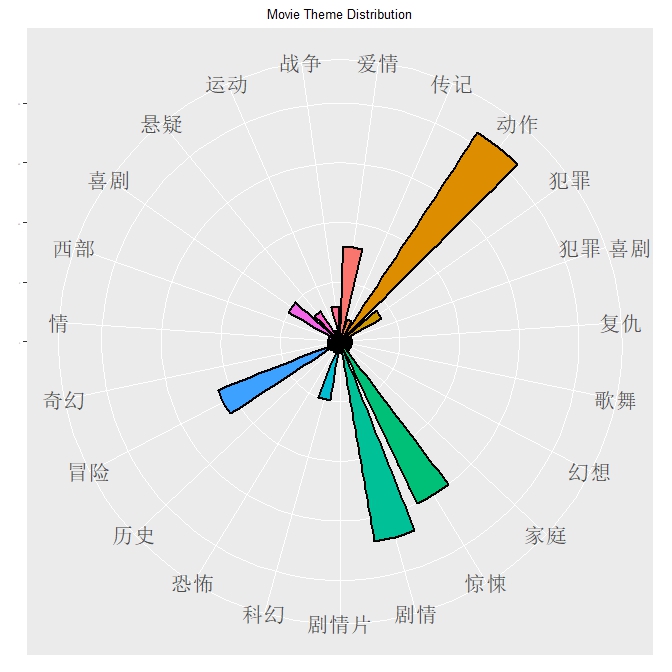 Movie Theme Distribution
战争
爱情
运动
传记
悬疑
动作
喜剧
犯罪
西部
犯罪 喜剧
情
复仇
奇幻
歌舞
冒险
幻想
历史
家庭
恐怖
惊悚
科幻
剧情
剧情片